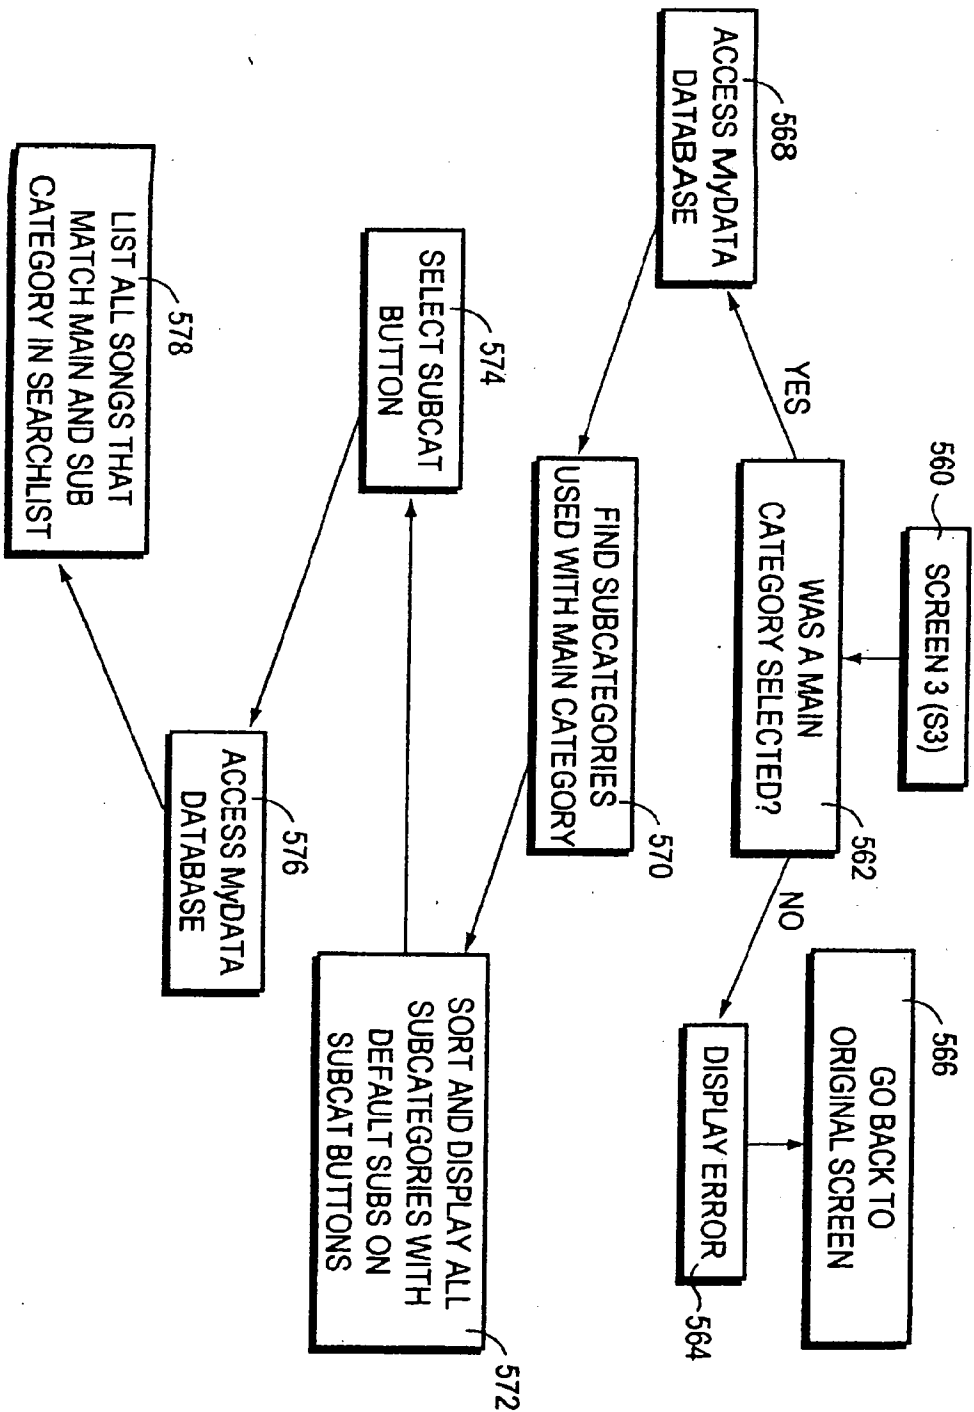 560
SCREEN 3 (S3)
562
WAS A MAIN
CATEGORY SELECTED?
YES
NO
568
ACCESS MyDATA
DATABASE
566
GO BACK TO
ORIGINAL SCREEN
DISPLAY ERROR
564
570
FIND SUBCATEGORIES
USED WITH MAIN CATEGORY
572
SORT AND DISPLAY ALL
SUBCATEGORIES WITH
DEFAULT SUBS ON
SUBCAT BUTTONS
574
SELECT SUBCAT
BUTTON
576
ACCESS MyDATA
DATABASE
578
LIST ALL SONGS THAT
MATCH MAIN AND SUB
CATEGORY IN SEARCHLIST